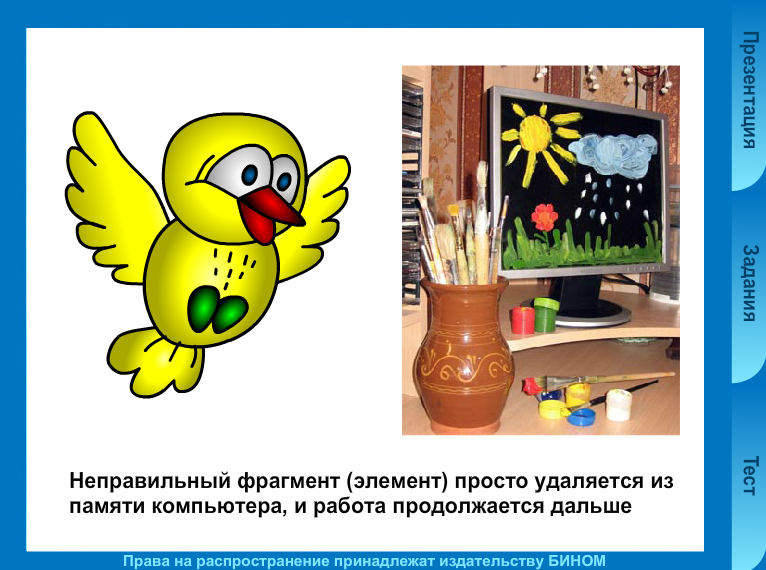 Неправильный фрагмент (элемент) просто удаляется из
памяти компьютера, и работа продолжается дальше
Права на распространение принадлежат издательству БИНОМ
Презентация
Задания
Тест